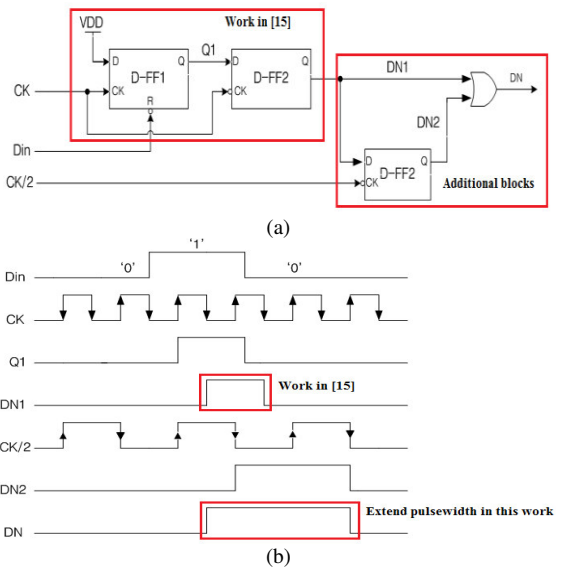 VDD
Work in [15]
Q1
D Q
D Q
D-FF1
D-FF2
CK
CK
CK
R
DN1
DN
Din
DN2
D Q
D-FF2
CK/2
CK
Additional blocks
(a)
'1'
Din
'0'
'0'
CK
Q1
DN1
Work in [15]
CK/2
DN2
DN
Extend pulsewidth in this work
(b)